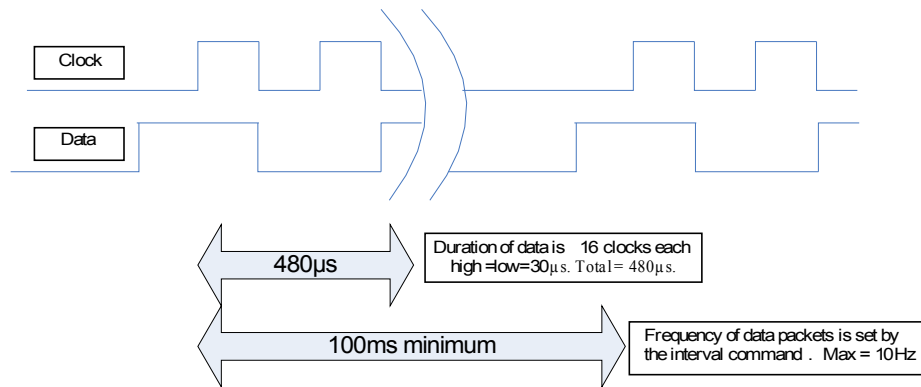 Clock
Data
480µs
Duration of data is 16 clocks each
high =low=30µs. Total = 480µs.
100ms minimum
Frequency of data packets is set by
the interval command . Max = 10Hz